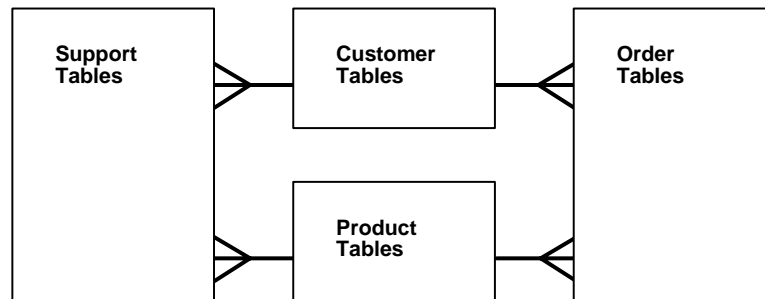 Support
Tables
Customer
Tables
Order
Tables
Product
Tables